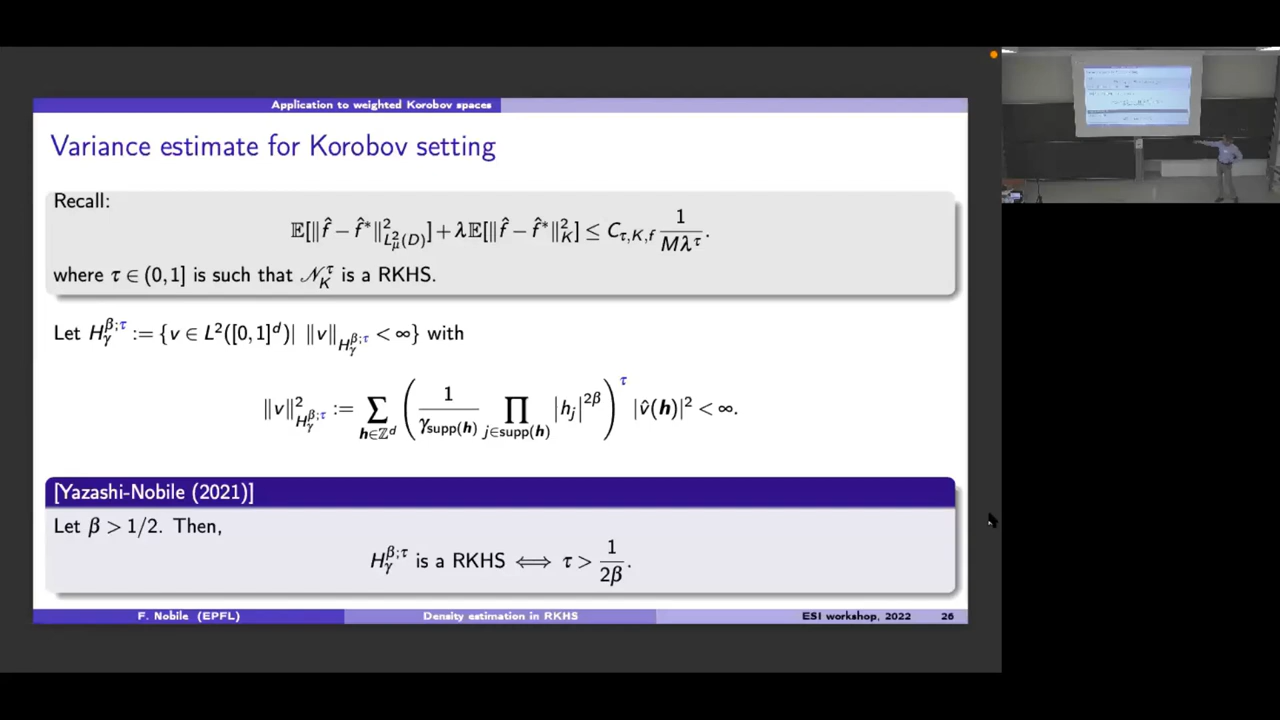 Application to weighted Korobov spaces
Variance estimate for Korobov setting
Recall:
𝔼[‖f̂ − f̂*‖²_{L²_μ(D)}] + λ𝔼[‖f̂ − f̂*‖²_K] ≤ C_{τ,K,f} 1/(Mλ^τ).
where τ ∈ (0,1] is such that 𝒩_K^τ is a RKHS.
Let H_γ^{β;τ} := {v ∈ L²([0,1]^d)| ‖v‖_{H_γ^{β;τ}} < ∞} with
‖v‖²_{H_γ^{β;τ}} := ∑_{h∈ℤ^d} (1/γ_{supp(h)} ∏_{j∈supp(h)} |h_j|^{2β})^τ |v̂(h)|² < ∞.
[Yazashi-Nobile (2021)]
Let β > 1/2. Then,
H_γ^{β;τ} is a RKHS ⟺ τ > 1/(2β).
F. Nobile (EPFL) Density estimation in RKHS ESI workshop, 2022 26